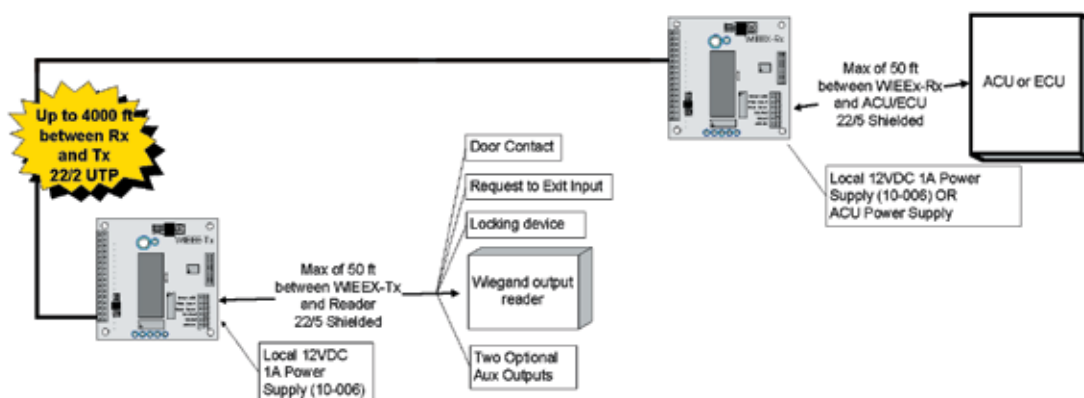 WIEEX-Rx
Max of 50 ft
between WIEEx-Rx
and ACU/ECU
22/5 Shielded
ACU or ECU
Up to 4000 ft
between Rx
and Tx
22/2 UTP
Door Contact
Request to Exit Input
Locking device
Local 12VDC 1A Power
Supply (10-006) OR
ACU Power Supply
WIEEX-Tx
Max of 50 ft
between WIEEX-Tx
and Reader
22/5 Shielded
Wiegand output
reader
Local 12VDC
1A Power
Supply (10-006)
Two Optional
Aux Outputs